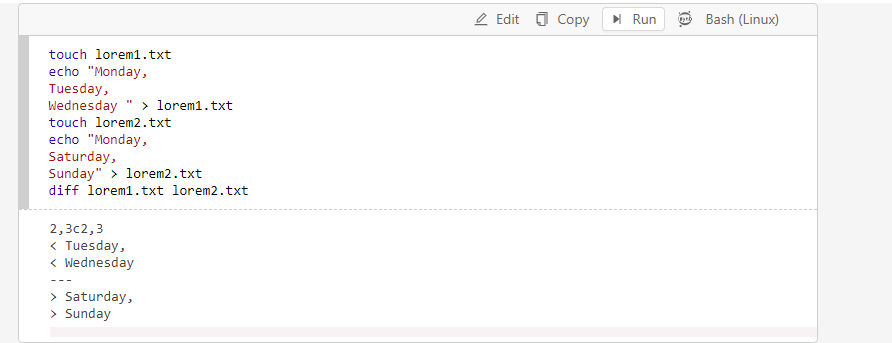 Edit Copy Run Bash (Linux)
touch lorem1.txt
echo "Monday,
Tuesday,
Wednesday " > lorem1.txt
touch lorem2.txt
echo "Monday,
Saturday,
Sunday" > lorem2.txt
diff lorem1.txt lorem2.txt
2,3c2,3
< Tuesday,
< Wednesday
---
> Saturday,
> Sunday